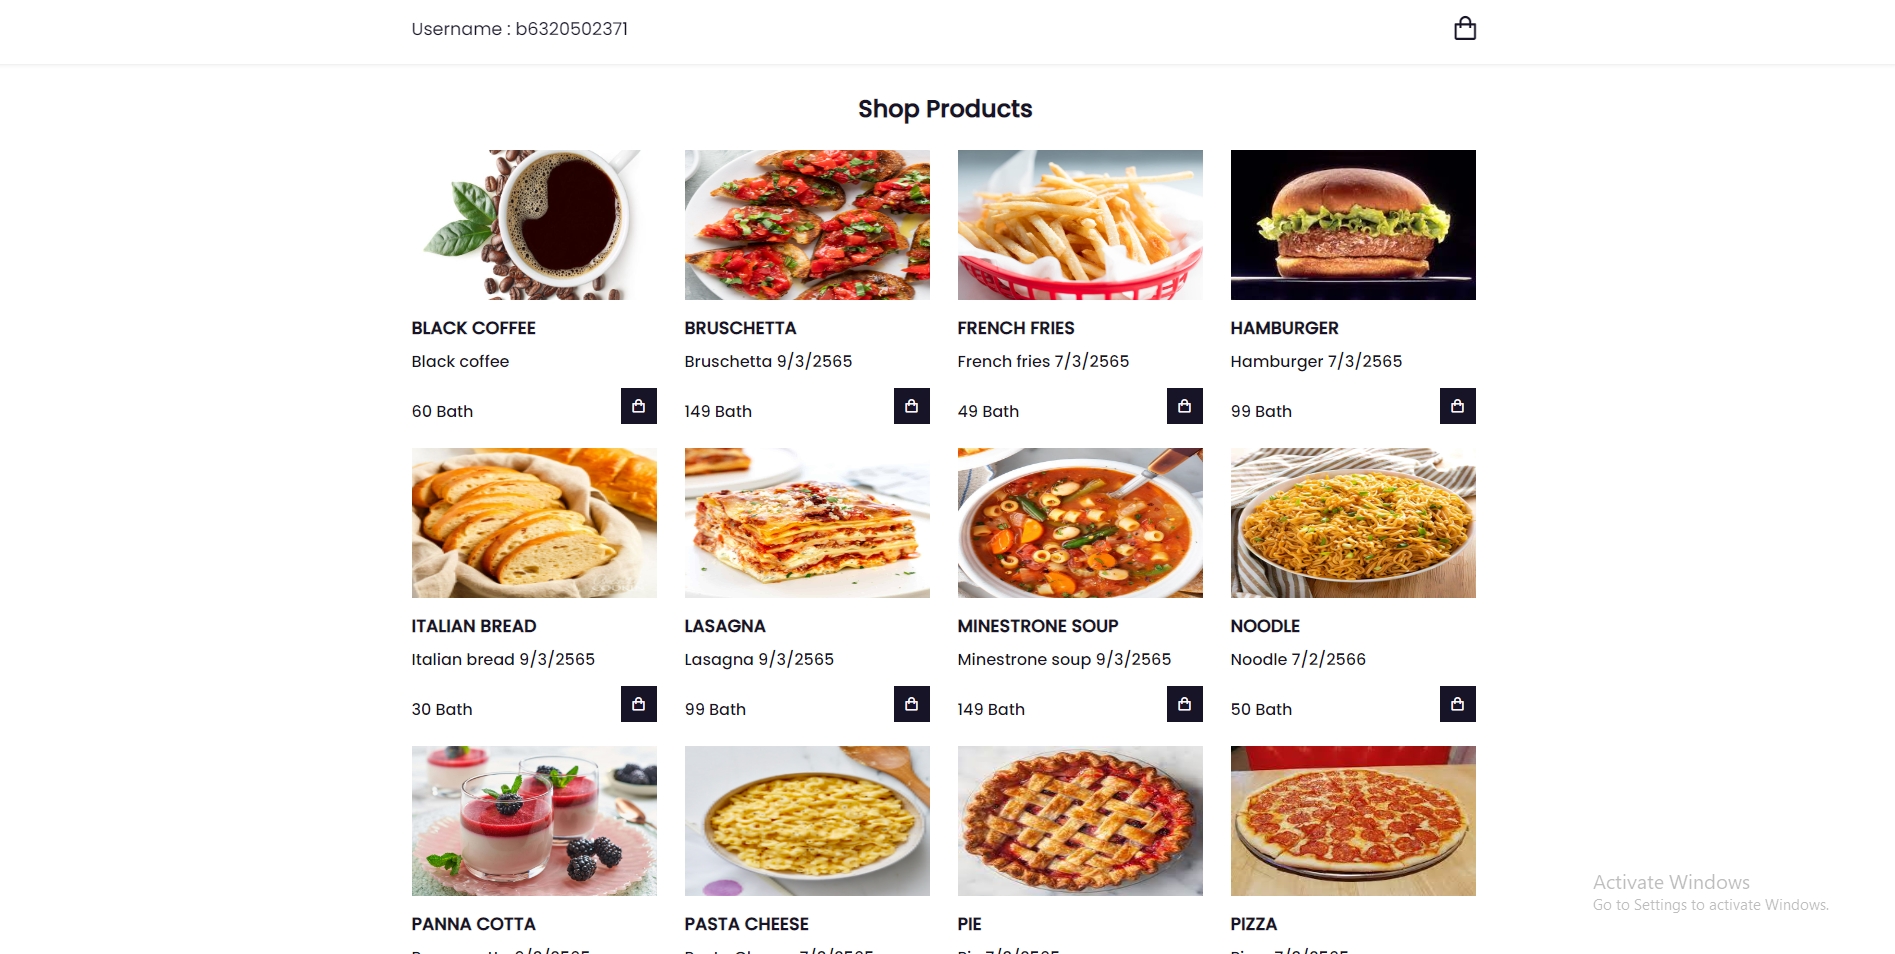 Username : b6320502371
Shop Products
BLACK COFFEE
Black coffee
60 Bath
BRUSCHETTA
Bruschetta 9/3/2565
149 Bath
FRENCH FRIES
French fries 7/3/2565
49 Bath
HAMBURGER
Hamburger 7/3/2565
99 Bath
ITALIAN BREAD
Italian bread 9/3/2565
30 Bath
LASAGNA
Lasagna 9/3/2565
99 Bath
MINESTRONE SOUP
Minestrone soup 9/3/2565
149 Bath
NOODLE
Noodle 7/2/2566
50 Bath
PANNA COTTA
PASTA CHEESE
PIE
PIZZA
Activate Windows
Go to Settings to activate Windows.